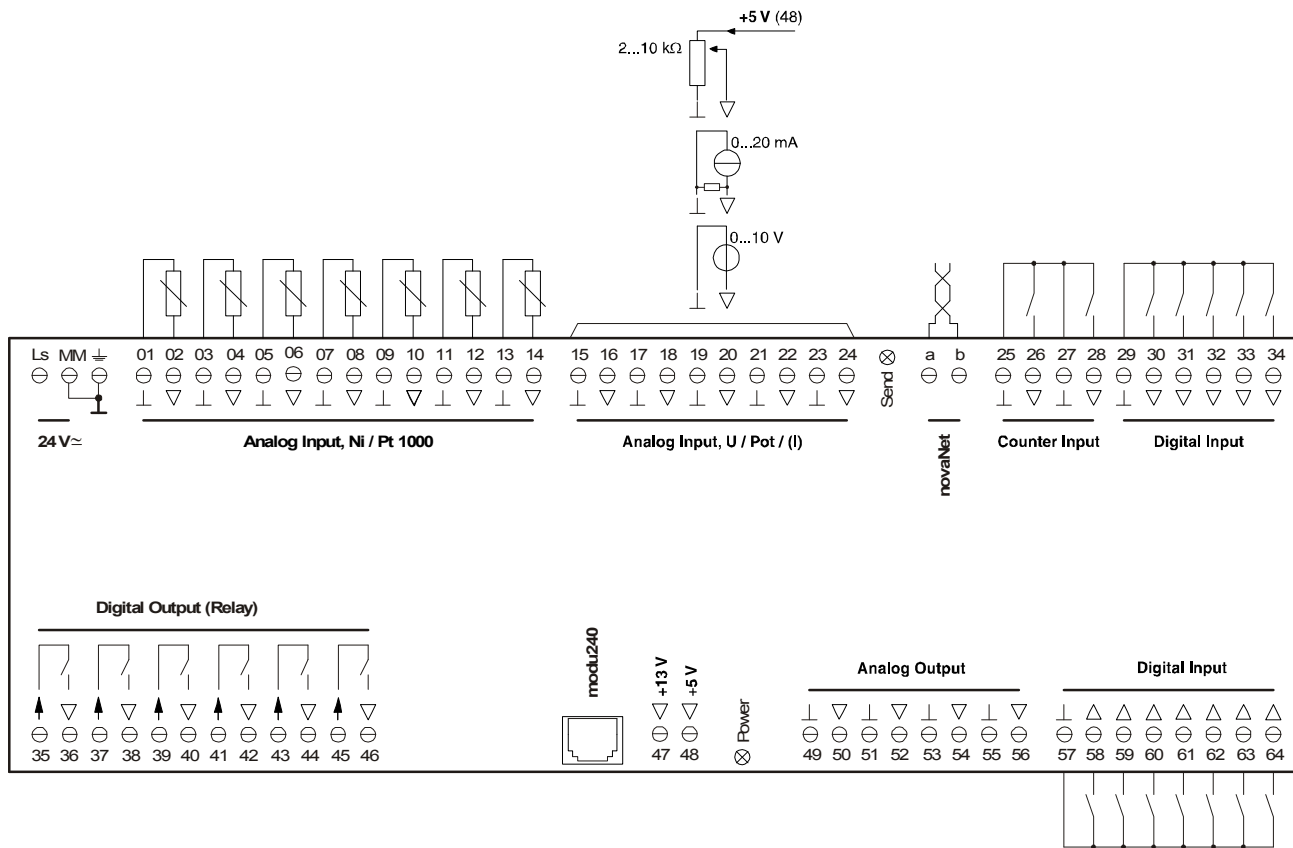 +5 V (48)
2...10 kΩ
0...20 mA
0...10 V
Ls MM 01 02 03 04 05 06 07 08 09 10 11 12 13 14 15 16 17 18 19 20 21 22 23 24 Send a b 25 26 27 28 29 30 31 32 33 34
24 V≃ Analog Input, Ni / Pt 1000 Analog Input, U / Pot / (I) novaNet Counter Input Digital Input
Digital Output (Relay)
modu240
+13 V +5 V
Power
Analog Output Digital Input
35 36 37 38 39 40 41 42 43 44 45 46 47 48 49 50 51 52 53 54 55 56 57 58 59 60 61 62 63 64